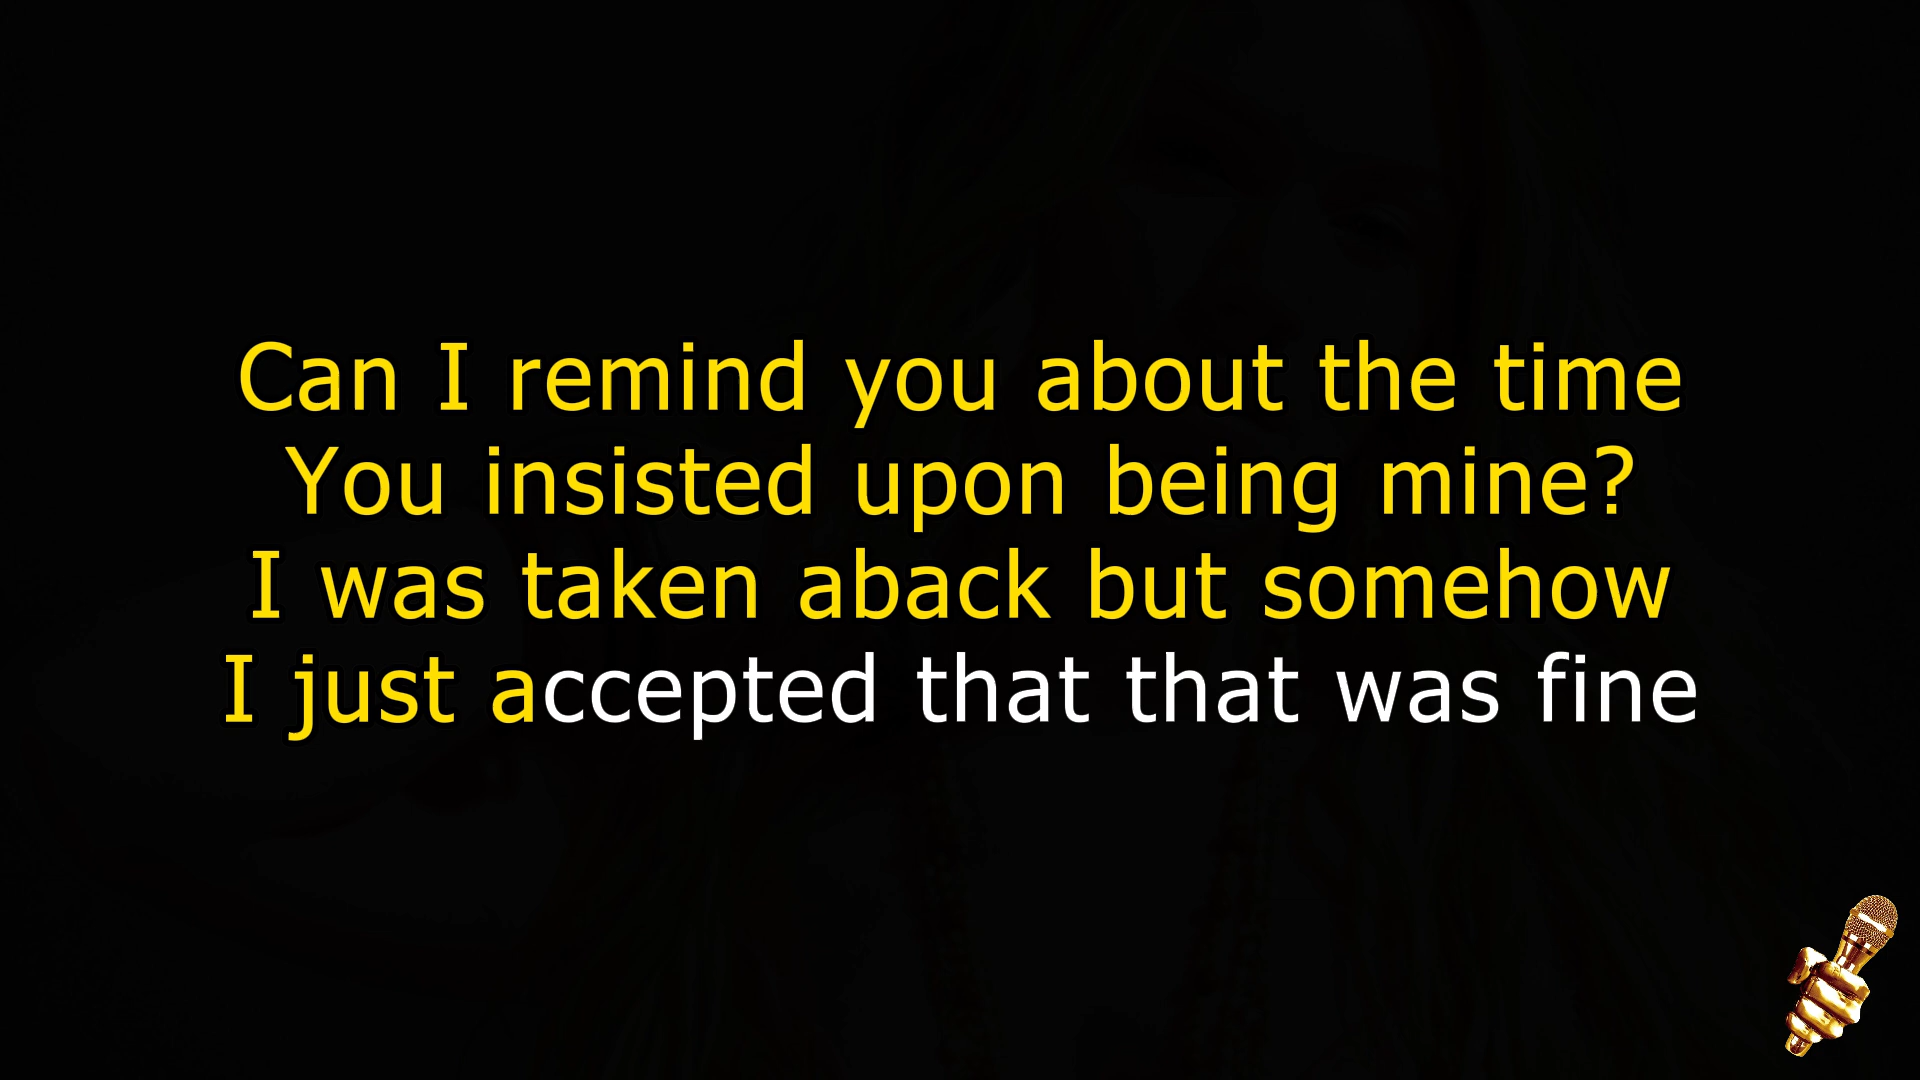 Can I remind you about the time
You insisted upon being mine?
I was taken aback but somehow
I just accepted that that was fine